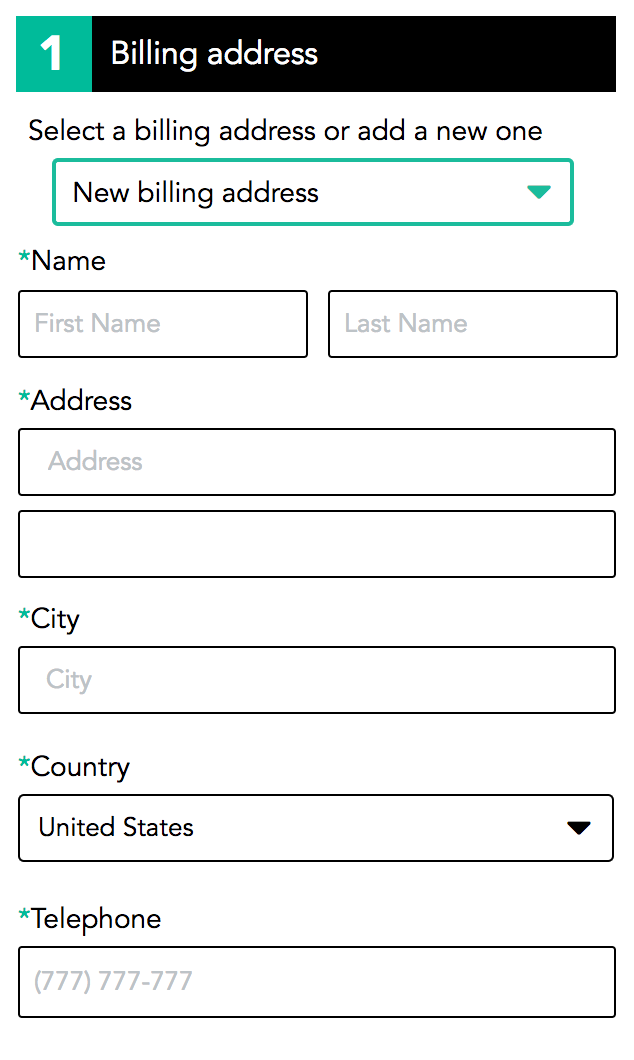 1 Billing address
Select a billing address or add a new one
New billing address
*Name
First Name Last Name
*Address
Address
*City
City
*Country
United States
*Telephone
(777) 777-777